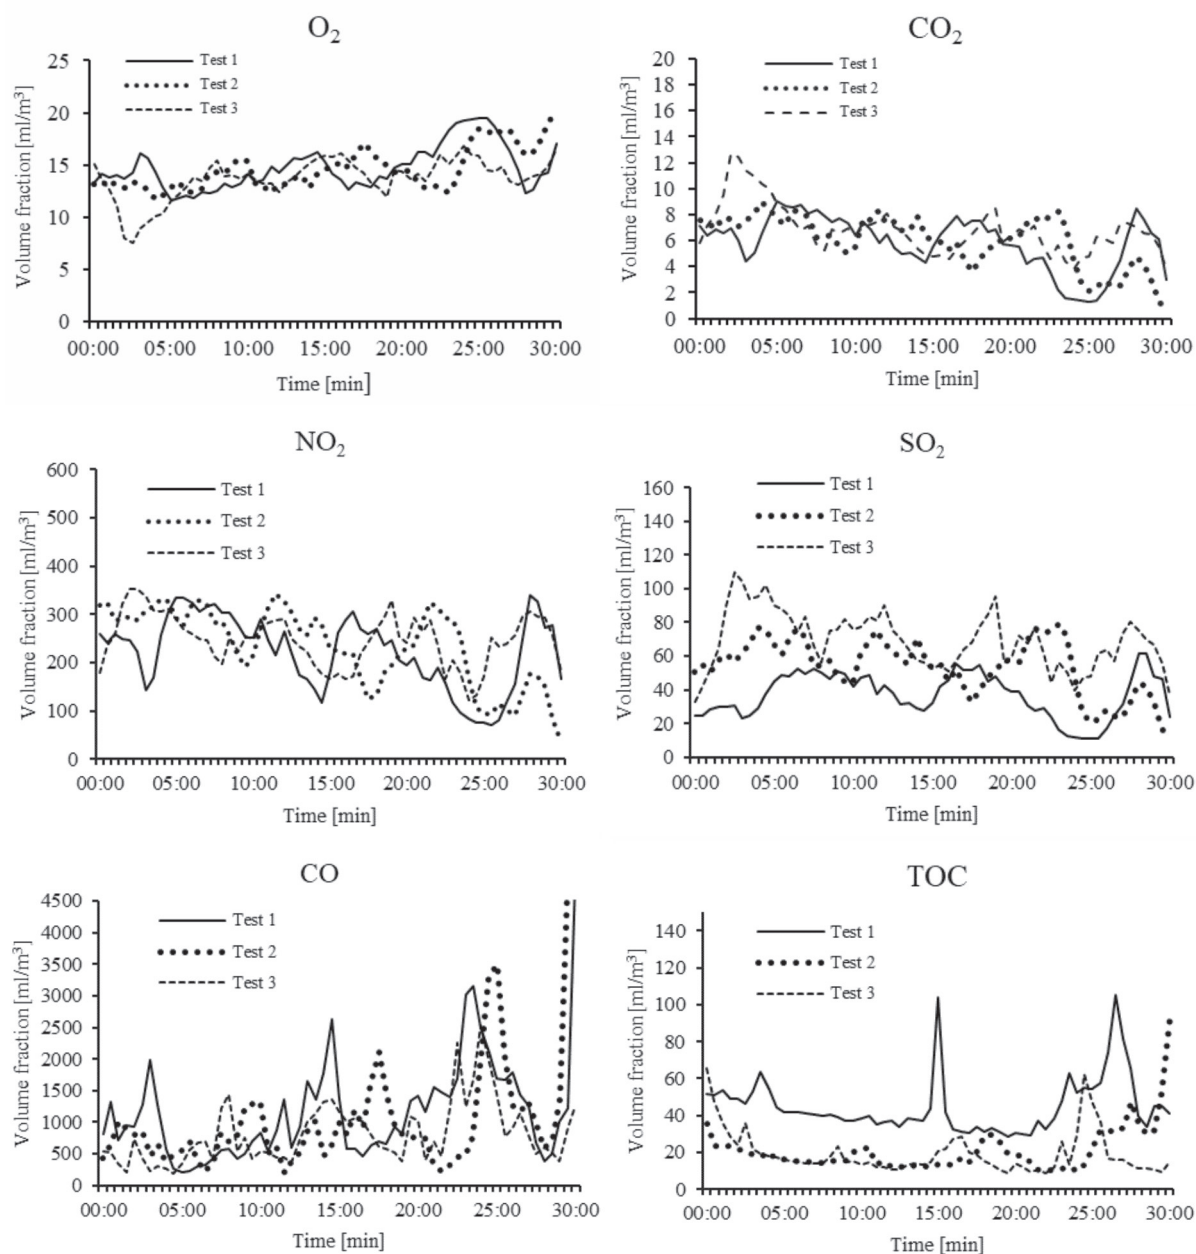 O₂
Volume fraction [ml/m³]
25
20
15
10
5
0
Test 1
Test 2
Test 3
00:00 05:00 10:00 15:00 20:00 25:00 30:00
Time [min]
CO₂
Volume fraction [ml/m³]
20
18
16
14
12
10
8
6
4
2
0
Test 1
Test 2
Test 3
00:00 05:00 10:00 15:00 20:00 25:00 30:00
Time [min]
NO₂
Volume fraction [ml/m³]
600
500
400
300
200
100
0
Test 1
Test 2
Test 3
00:00 05:00 10:00 15:00 20:00 25:00 30:00
Time [min]
SO₂
Volume fraction [ml/m³]
160
140
120
100
80
60
40
20
0
Test 1
Test 2
Test 3
00:00 05:00 10:00 15:00 20:00 25:00 30:00
Time [min]
CO
Volume fraction [ml/m³]
4500
4000
3500
3000
2500
2000
1500
1000
500
0
Test 1
Test 2
Test 3
00:00 05:00 10:00 15:00 20:00 25:00 30:00
Time [min]
TOC
Volume fraction [ml/m³]
140
120
100
80
60
40
20
0
Test 1
Test 2
Test 3
00:00 05:00 10:00 15:00 20:00 25:00 30:00
Time [min]